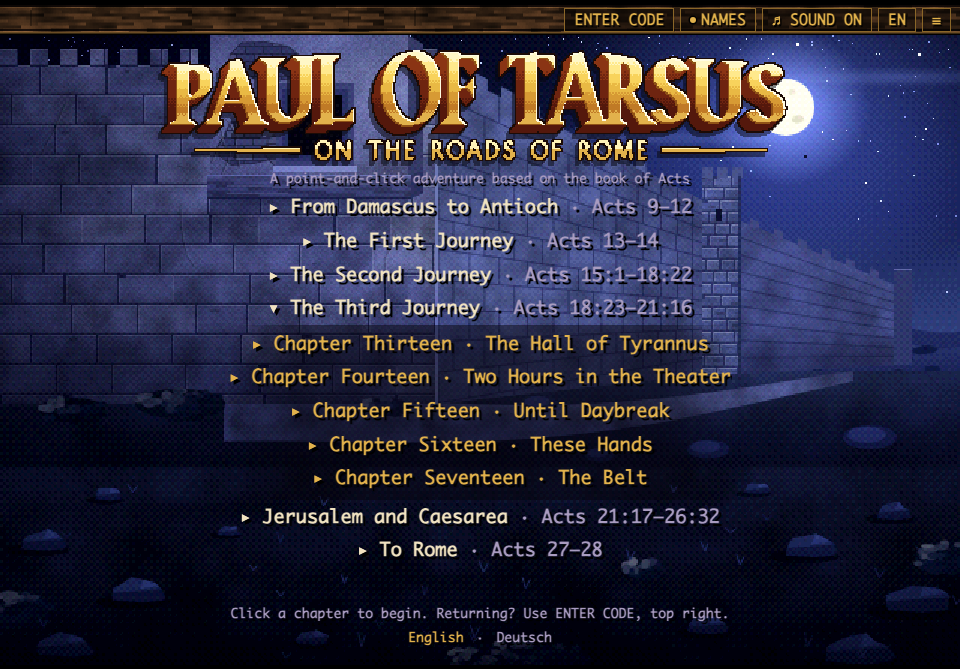 ENTER CODE • NAMES ♬ SOUND ON EN ≡
PAUL OF TARSUS
ON THE ROADS OF ROME
A point-and-click adventure based on the book of Acts
▸ From Damascus to Antioch · Acts 9–12
▸ The First Journey · Acts 13–14
▸ The Second Journey · Acts 15:1–18:22
▾ The Third Journey · Acts 18:23–21:16
▸ Chapter Thirteen · The Hall of Tyrannus
▸ Chapter Fourteen · Two Hours in the Theater
▸ Chapter Fifteen · Until Daybreak
▸ Chapter Sixteen · These Hands
▸ Chapter Seventeen · The Belt
▸ Jerusalem and Caesarea · Acts 21:17–26:32
▸ To Rome · Acts 27–28
Click a chapter to begin. Returning? Use ENTER CODE, top right.
English · Deutsch